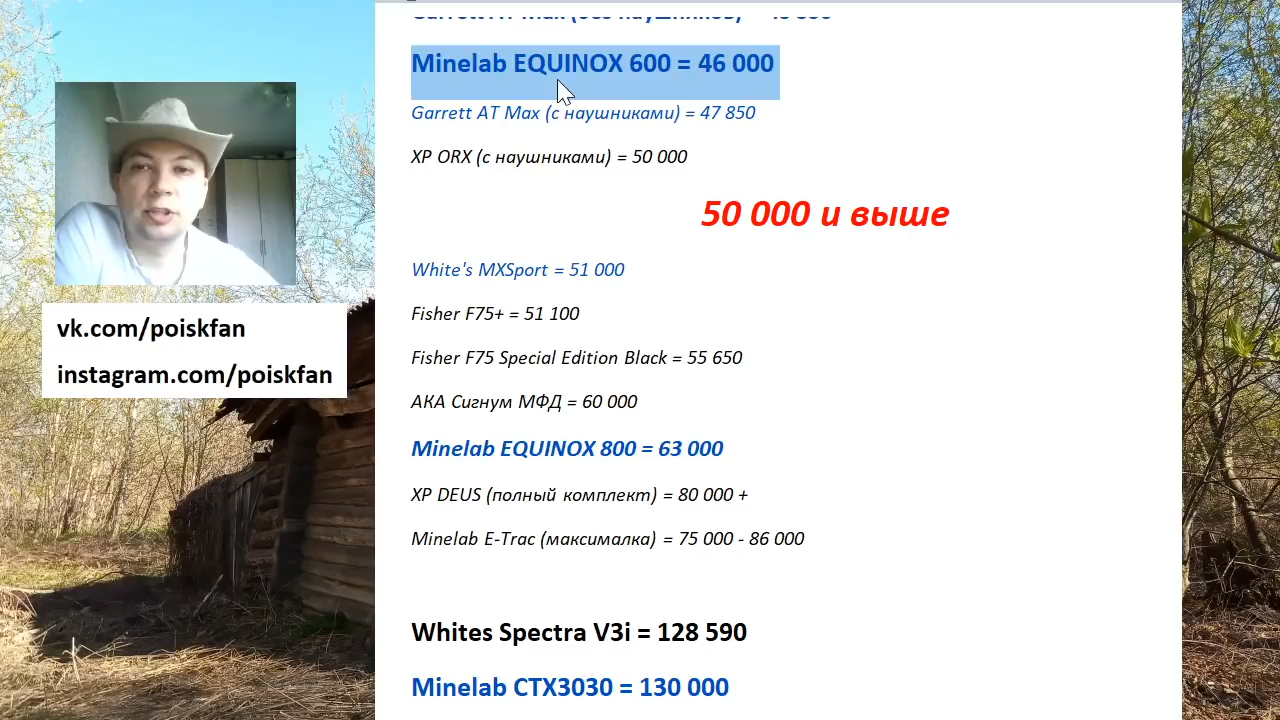 Minelab EQUINOX 600 = 46 000
Garrett AT Max (с наушниками) = 47 850
XP ORX (с наушниками) = 50 000
50 000 и выше
White's MXSport = 51 000
Fisher F75+ = 51 100
Fisher F75 Special Edition Black = 55 650
АКА Сигнум МФД = 60 000
Minelab EQUINOX 800 = 63 000
XP DEUS (полный комплект) = 80 000 +
Minelab E-Trac (максималка) = 75 000 - 86 000
Whites Spectra V3i = 128 590
Minelab CTX3030 = 130 000
vk.com/poiskfan
instagram.com/poiskfan